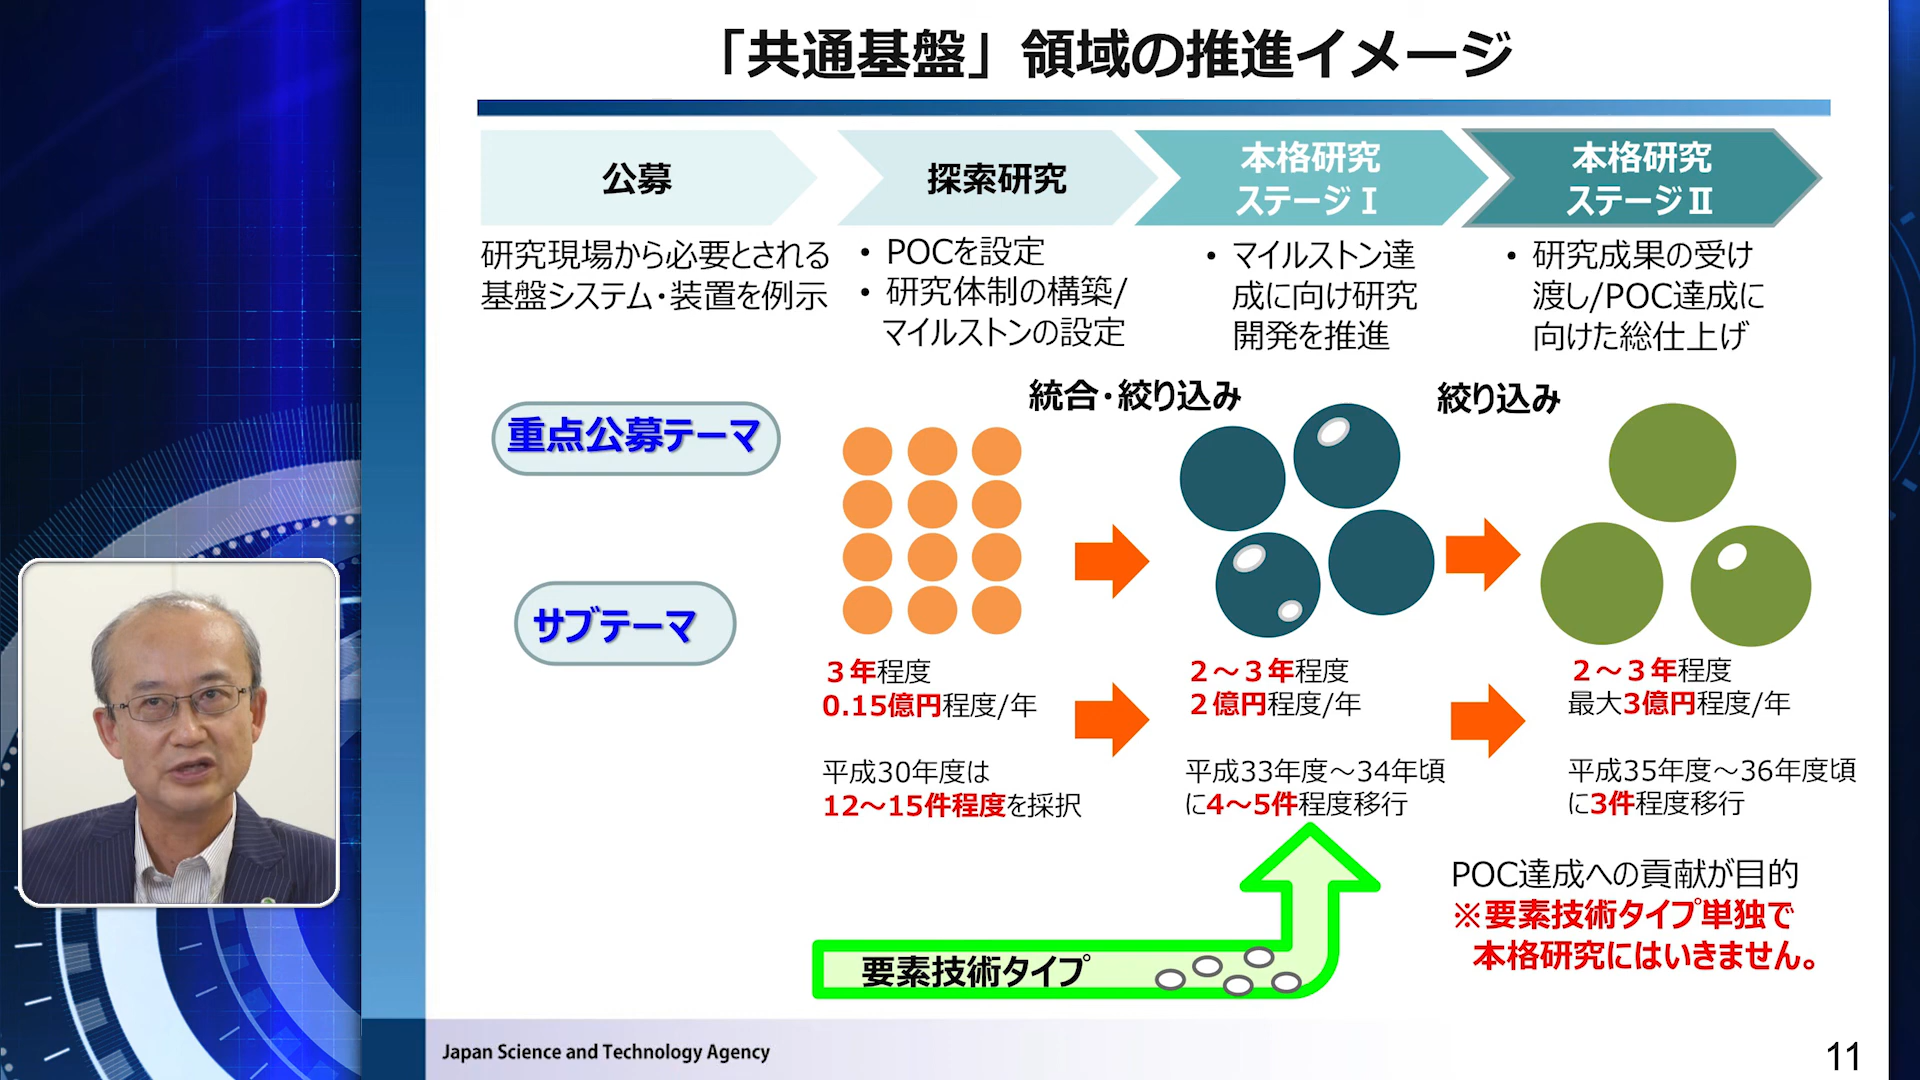 「共通基盤」領域の推進イメージ
公募
探索研究
本格研究
ステージⅠ
本格研究
ステージⅡ
研究現場から必要とされる
基盤システム・装置を例示
• POCを設定
• 研究体制の構築/
マイルストンの設定
• マイルストン達
成に向け研究
開発を推進
• 研究成果の受け
渡し/POC達成に
向けた総仕上げ
重点公募テーマ
サブテーマ
統合・絞り込み
絞り込み
３年程度
0.15億円程度/年
平成30年度は
12～15件程度を採択
２～３年程度
２億円程度/年
平成33年度～34年頃
に4～5件程度移行
２～３年程度
最大3億円程度/年
平成35年度～36年度頃
に3件程度移行
要素技術タイプ
POC達成への貢献が目的
※要素技術タイプ単独で
本格研究にはいきません。
Japan Science and Technology Agency
11